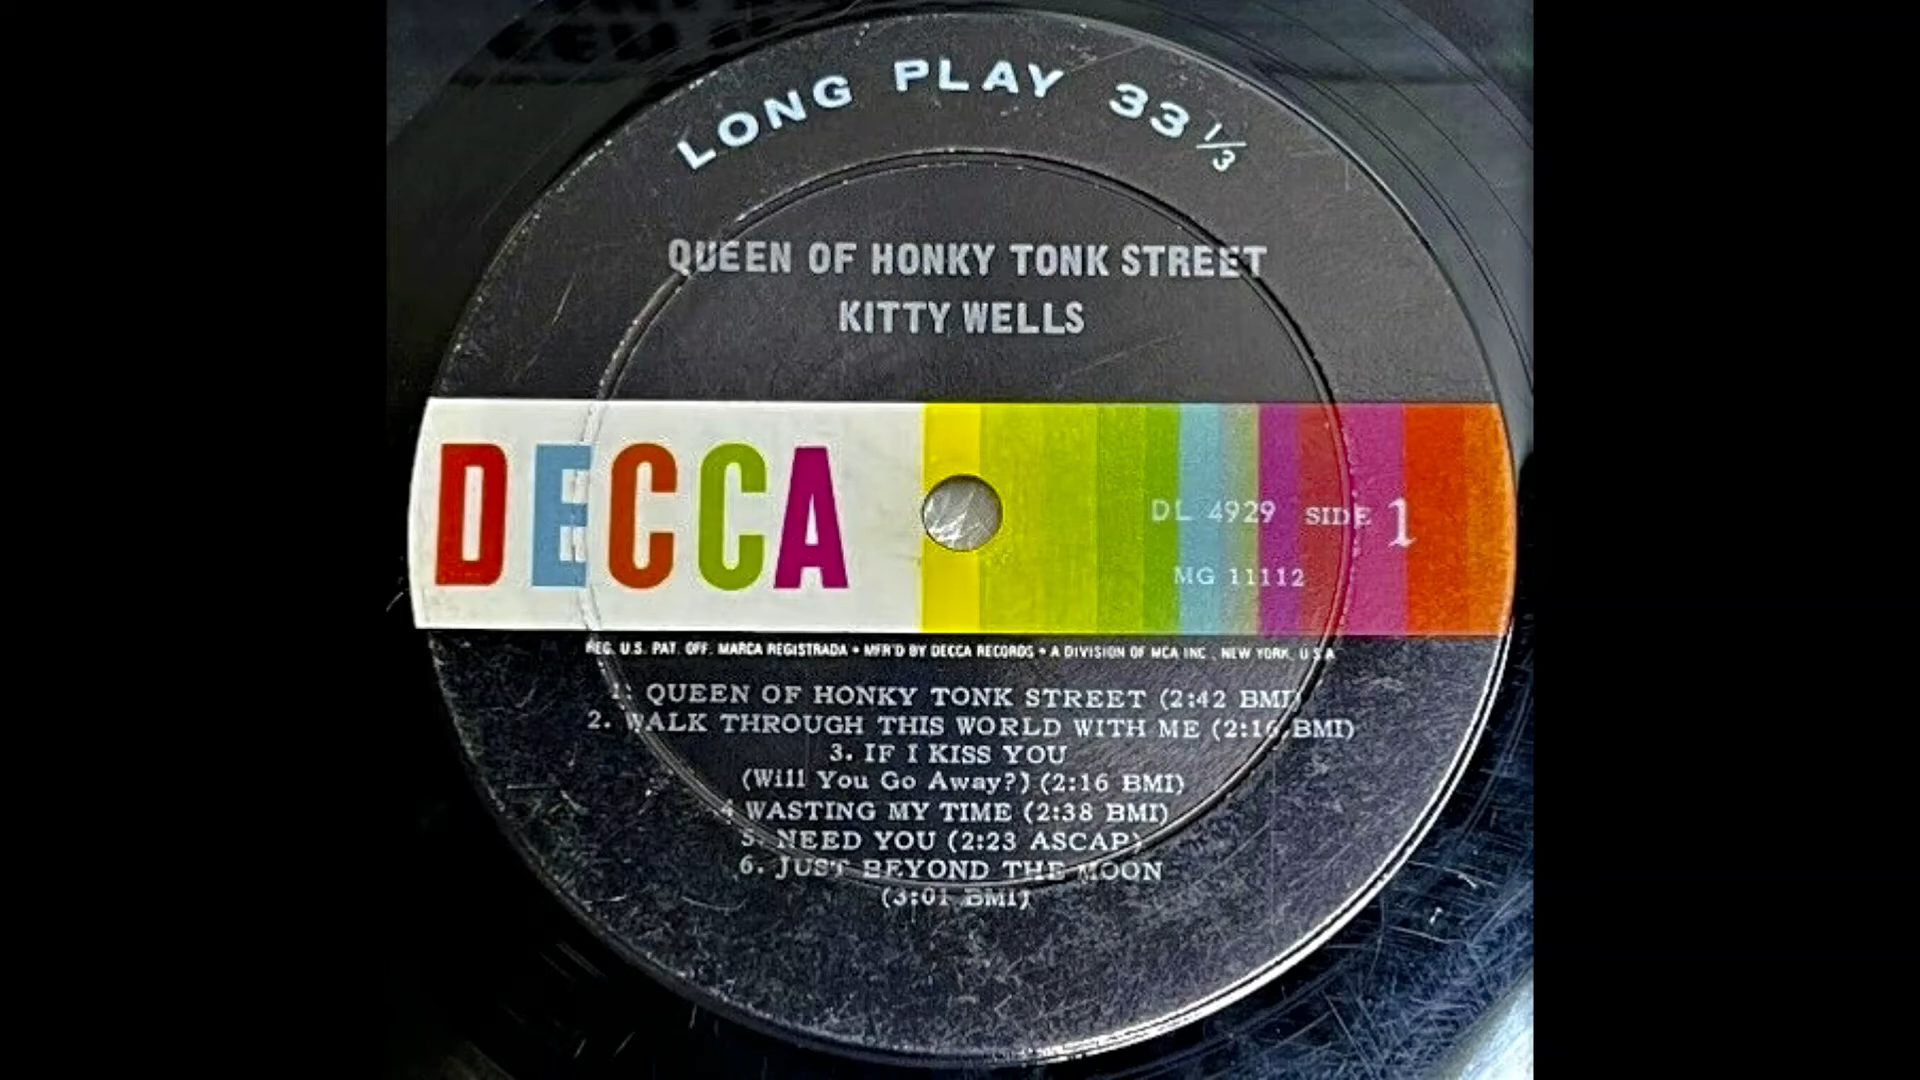 LONG PLAY 33 1/3
QUEEN OF HONKY TONK STREET
KITTY WELLS
DECCA
DL 4929 SIDE 1
MG 11112
REG. U.S. PAT. OFF. MARCA REGISTRADA • MFR'D BY DECCA RECORDS • A DIVISION OF MCA INC., NEW YORK, U.S.A
1. QUEEN OF HONKY TONK STREET (2:42 BMI)
2. WALK THROUGH THIS WORLD WITH ME (2:16 BMI)
3. IF I KISS YOU
(Will You Go Away?) (2:16 BMI)
4 WASTING MY TIME (2:38 BMI)
5. NEED YOU (2:23 ASCAP)
6. JUST BEYOND THE MOON
(3:01 BMI)